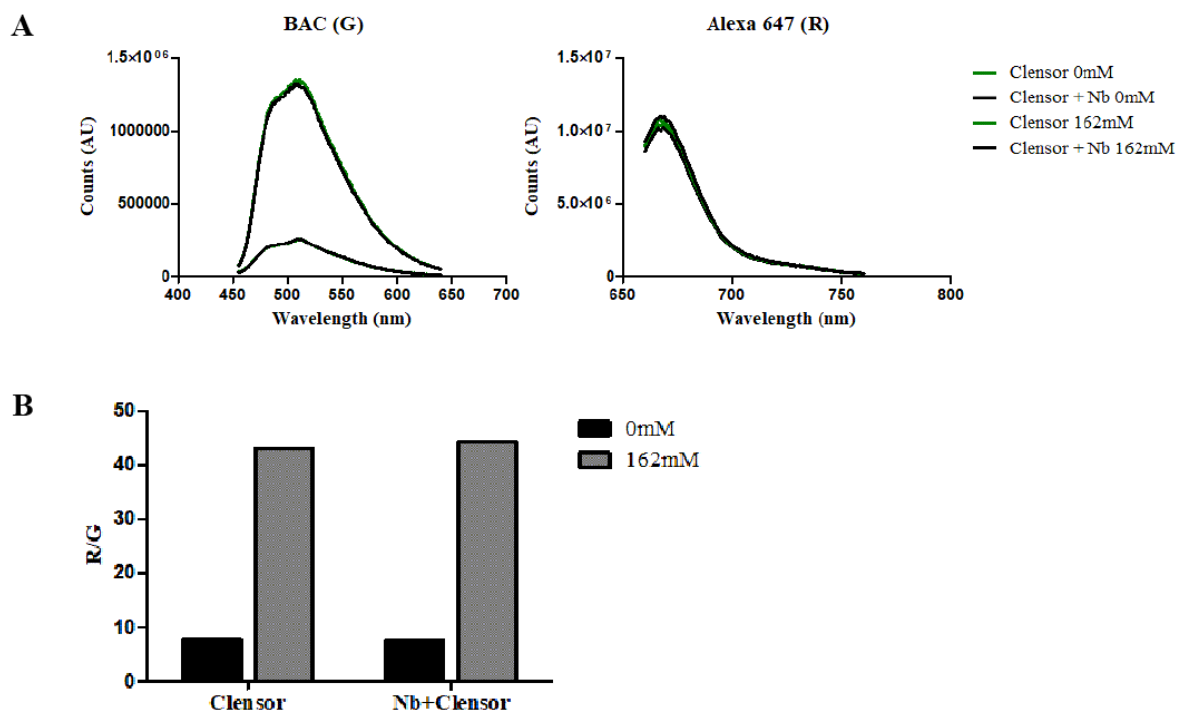 A
BAC (G)
Alexa 647 (R)
1.5×10⁰⁶
1000000
500000
0
Counts (AU)
400 450 500 550 600 650 700
Wavelength (nm)
1.5×10⁷
1.0×10⁷
5.0×10⁶
0
Counts (AU)
650 700 750 800
Wavelength (nm)
Clensor 0mM
Clensor + Nb 0mM
Clensor 162mM
Clensor + Nb 162mM
B
50
40
30
20
10
0
R/G
Clensor Nb+Clensor
0mM
162mM